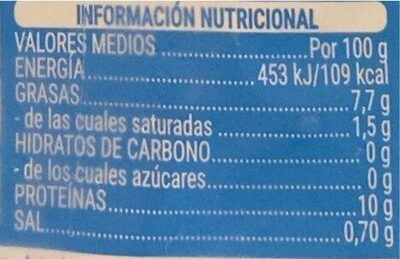 INFORMACIÓN NUTRICIONAL
VALORES MEDIOS..................Por 100 g
ENERGÍA..................453 kJ/109 kcal
GRASAS..................7,7 g
- de las cuales saturadas..................1,5 g
HIDRATOS DE CARBONO..................0 g
- de los cuales azúcares..................0 g
PROTEÍNAS..................10 g
SAL..................0,70 g